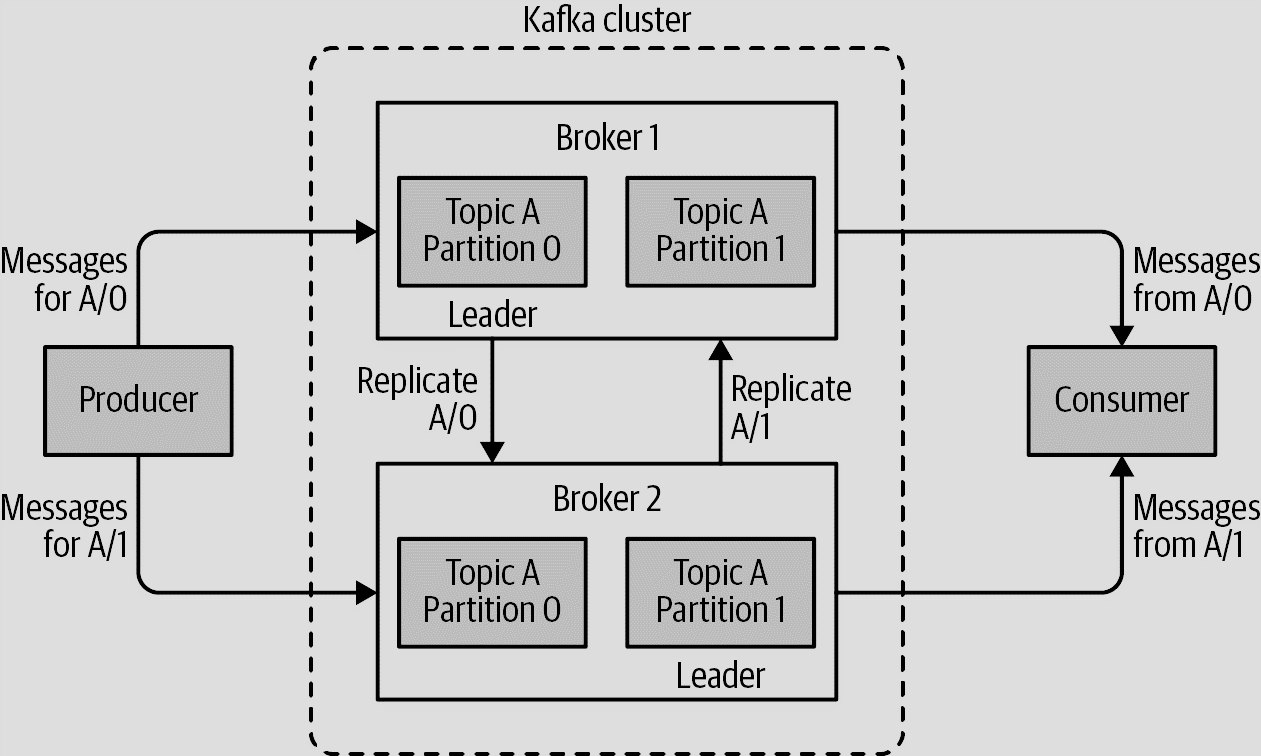 Kafka cluster
Broker 1
Topic A
Partition 0
Topic A
Partition 1
Leader
Messages
for A/0
Messages
from A/0
Producer
Replicate
A/0
Replicate
A/1
Consumer
Messages
for A/1
Broker 2
Topic A
Partition 0
Topic A
Partition 1
Leader
Messages
from A/1